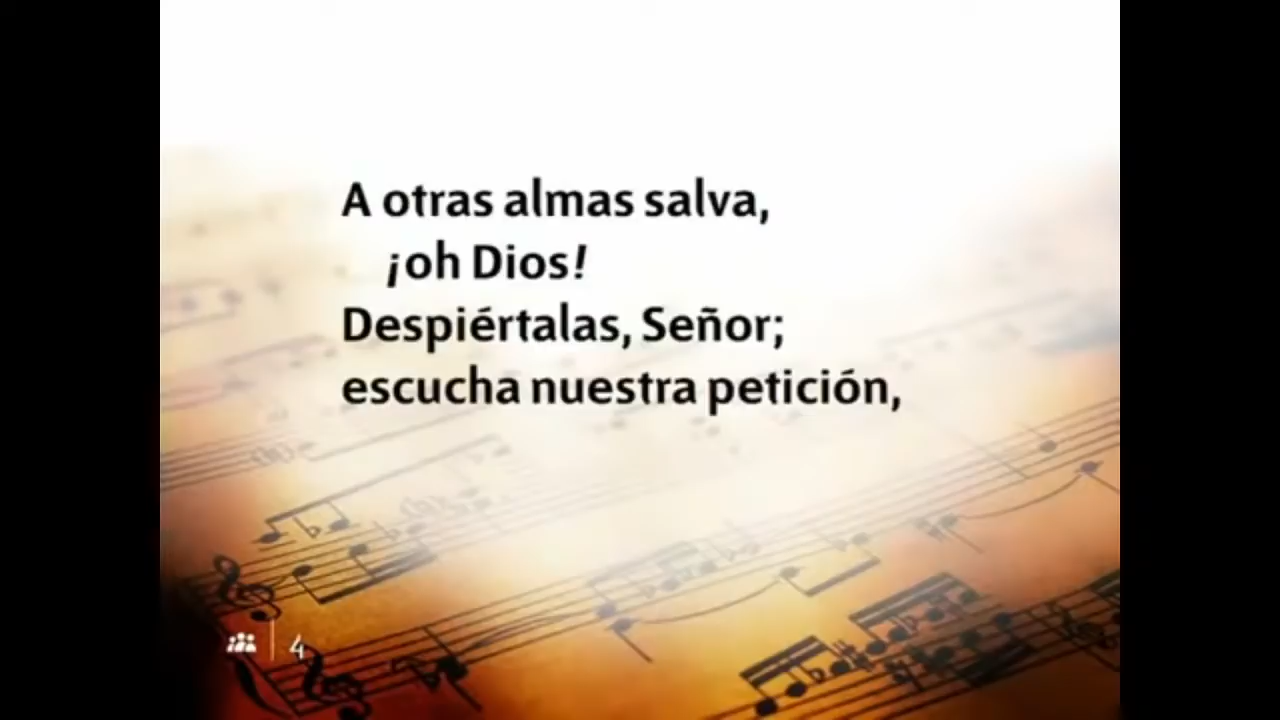 A otras almas salva,
¡oh Dios!
Despiértalas, Señor;
escucha nuestra petición,
4